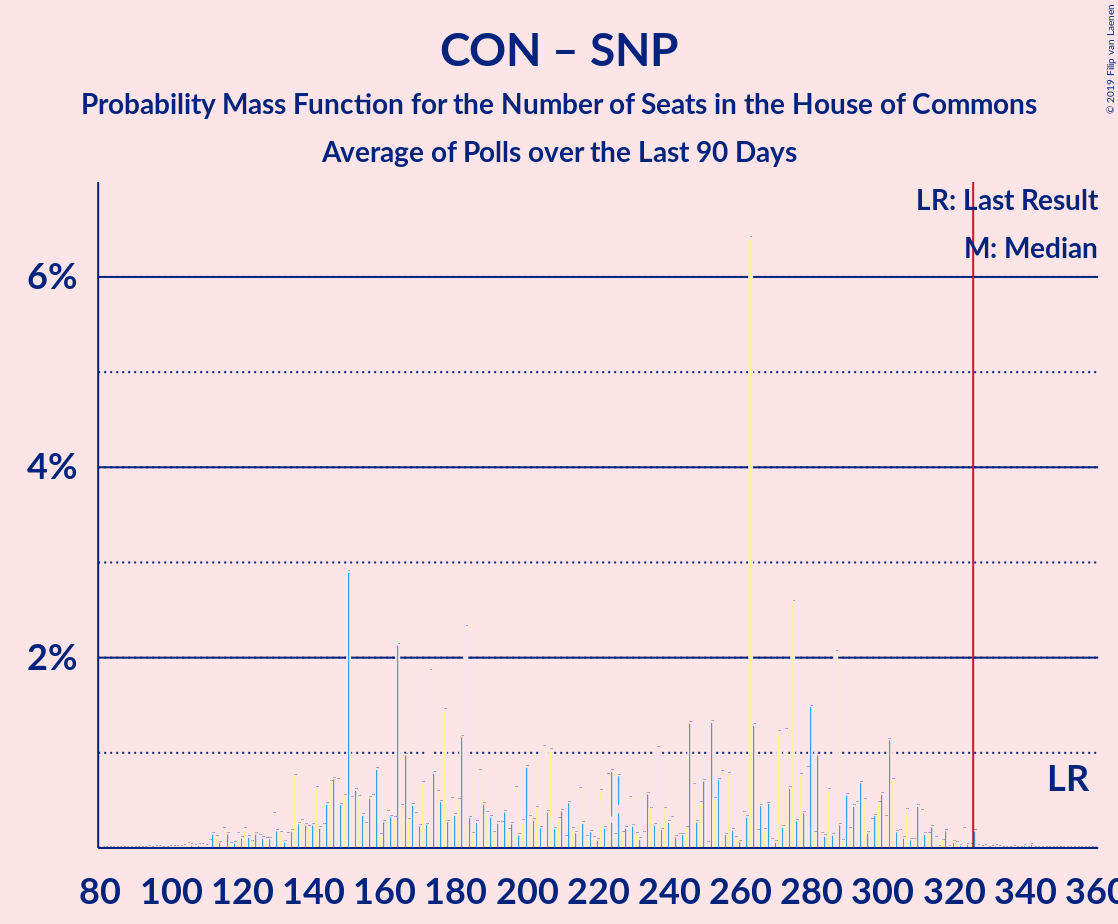 CON – SNP
Probability Mass Function for the Number of Seats in the House of Commons
Average of Polls over the Last 90 Days
© 2019 Filip van Laenen
LR: Last Result
M: Median
6%
4%
2%
LR
80 100 120 140 160 180 200 220 240 260 280 300 320 340 360